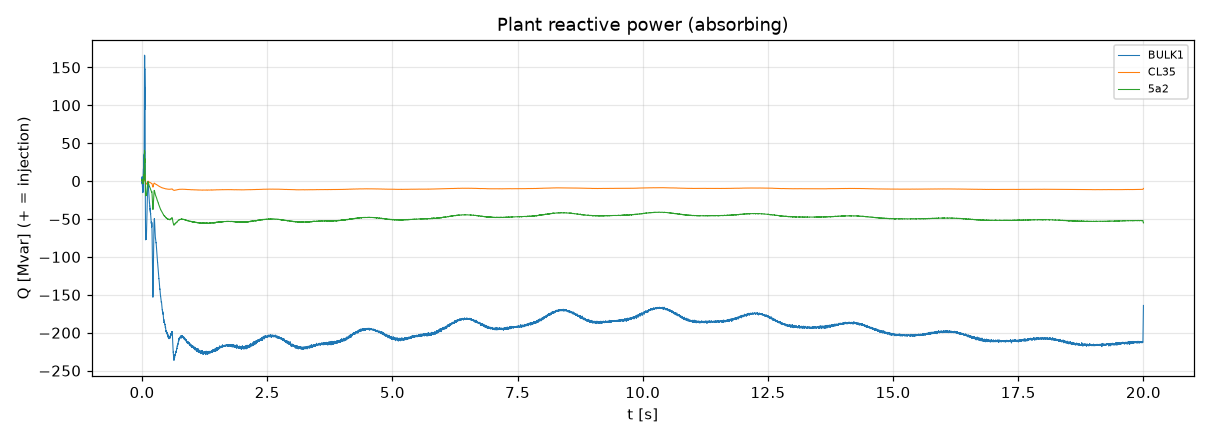 Plant reactive power (absorbing)
BULK1
CL35
5a2
Q [Mvar] (+ = injection)
150
100
50
0
−50
−100
−150
−200
−250
0.0 2.5 5.0 7.5 10.0 12.5 15.0 17.5 20.0
t [s]